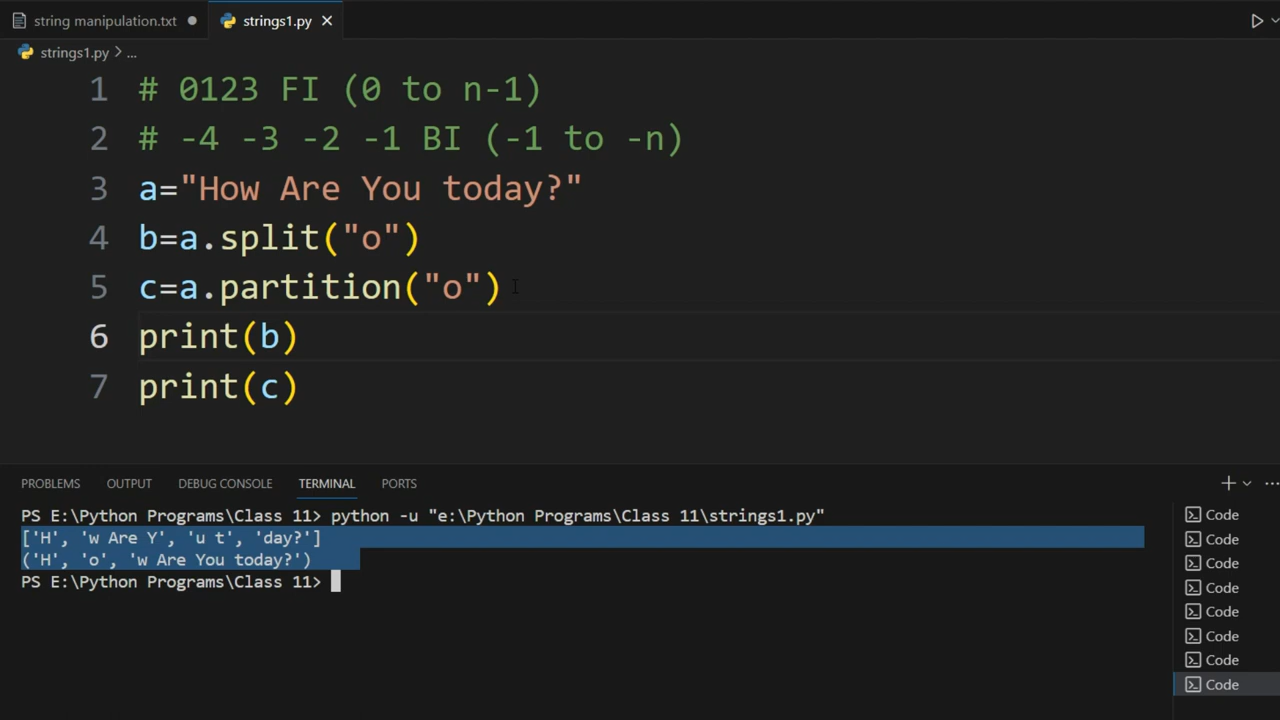 string manipulation.txt
strings1.py
strings1.py > ...
1 # 0123 FI (0 to n-1)
2 # -4 -3 -2 -1 BI (-1 to -n)
3 a="How Are You today?"
4 b=a.split("o")
5 c=a.partition("o")
6 print(b)
7 print(c)
PROBLEMS OUTPUT DEBUG CONSOLE TERMINAL PORTS
PS E:\Python Programs\Class 11> python -u "e:\Python Programs\Class 11\strings1.py"
['H', 'w Are Y', 'u t', 'day?']
('H', 'o', 'w Are You today?')
PS E:\Python Programs\Class 11>
Code
Code
Code
Code
Code
Code
Code
Code